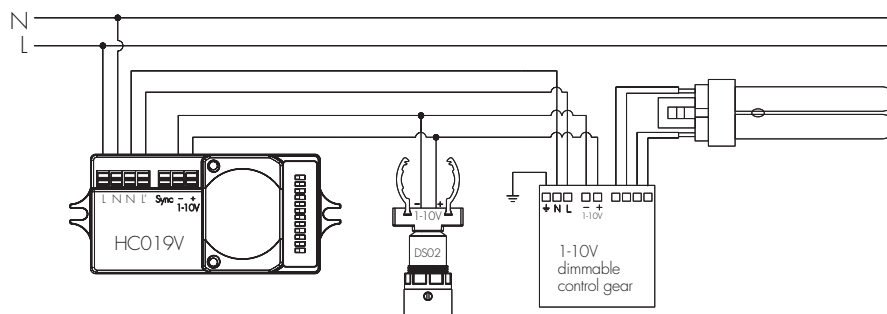 N
L
L N N L' Sync - +
1-10V
HC019V
- +
1-10V
DS02
N L - +
1-10V
1-10V
dimmable
control gear